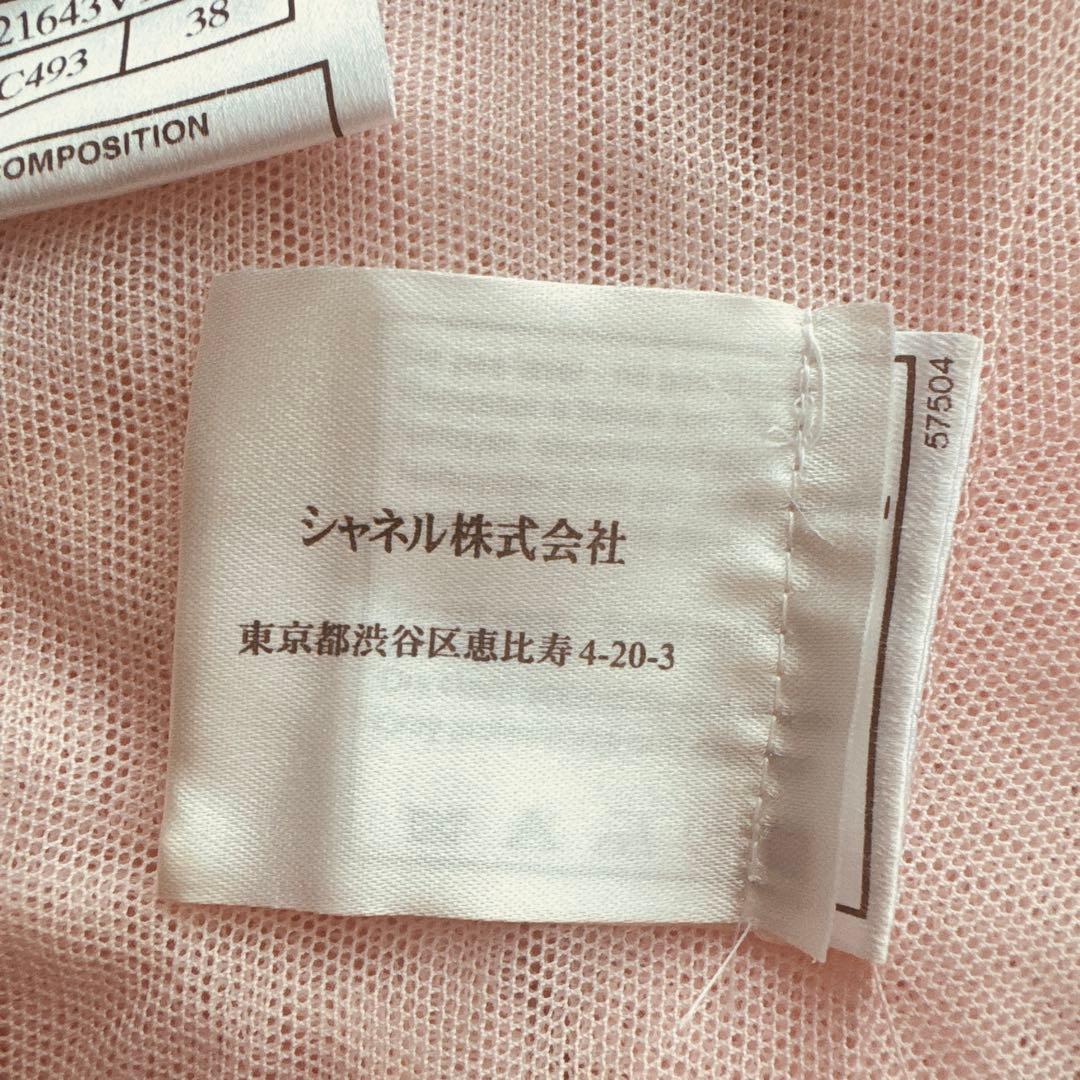 21643V
38
C493
OMPOSITION
57504
シャネル株式会社
東京都渋谷区恵比寿4-20-3